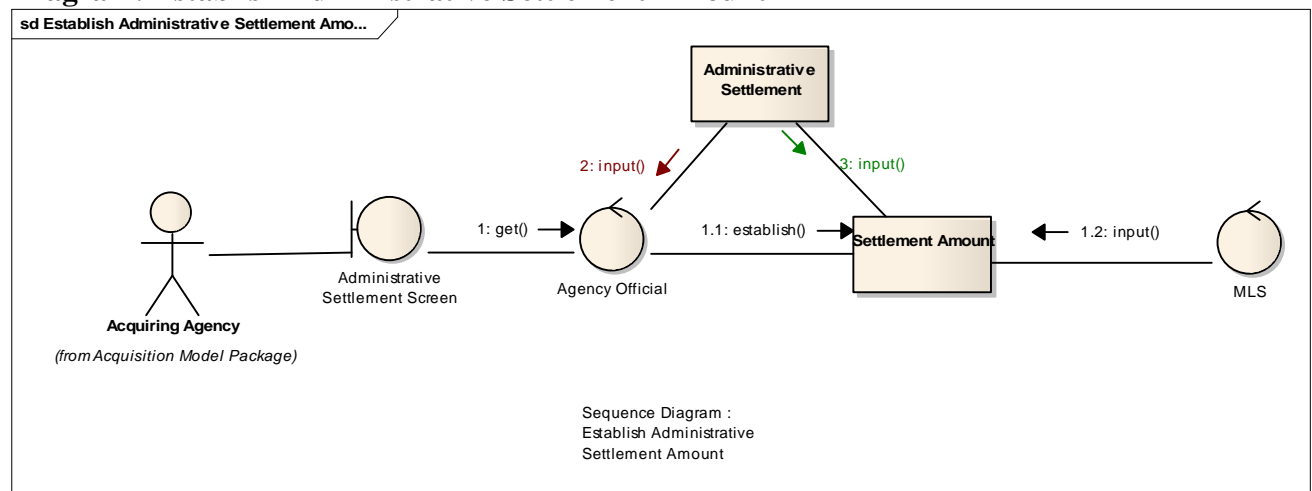 sd Establish Administrative Settlement Amo...
Administrative
Settlement
2: input()
3: input()
1: get()
1.1: establish()
Settlement Amount
1.2: input()
Administrative
Settlement Screen
Agency Official
MLS
Acquiring Agency
(from Acquisition Model Package)
Sequence Diagram :
Establish Administrative
Settlement Amount